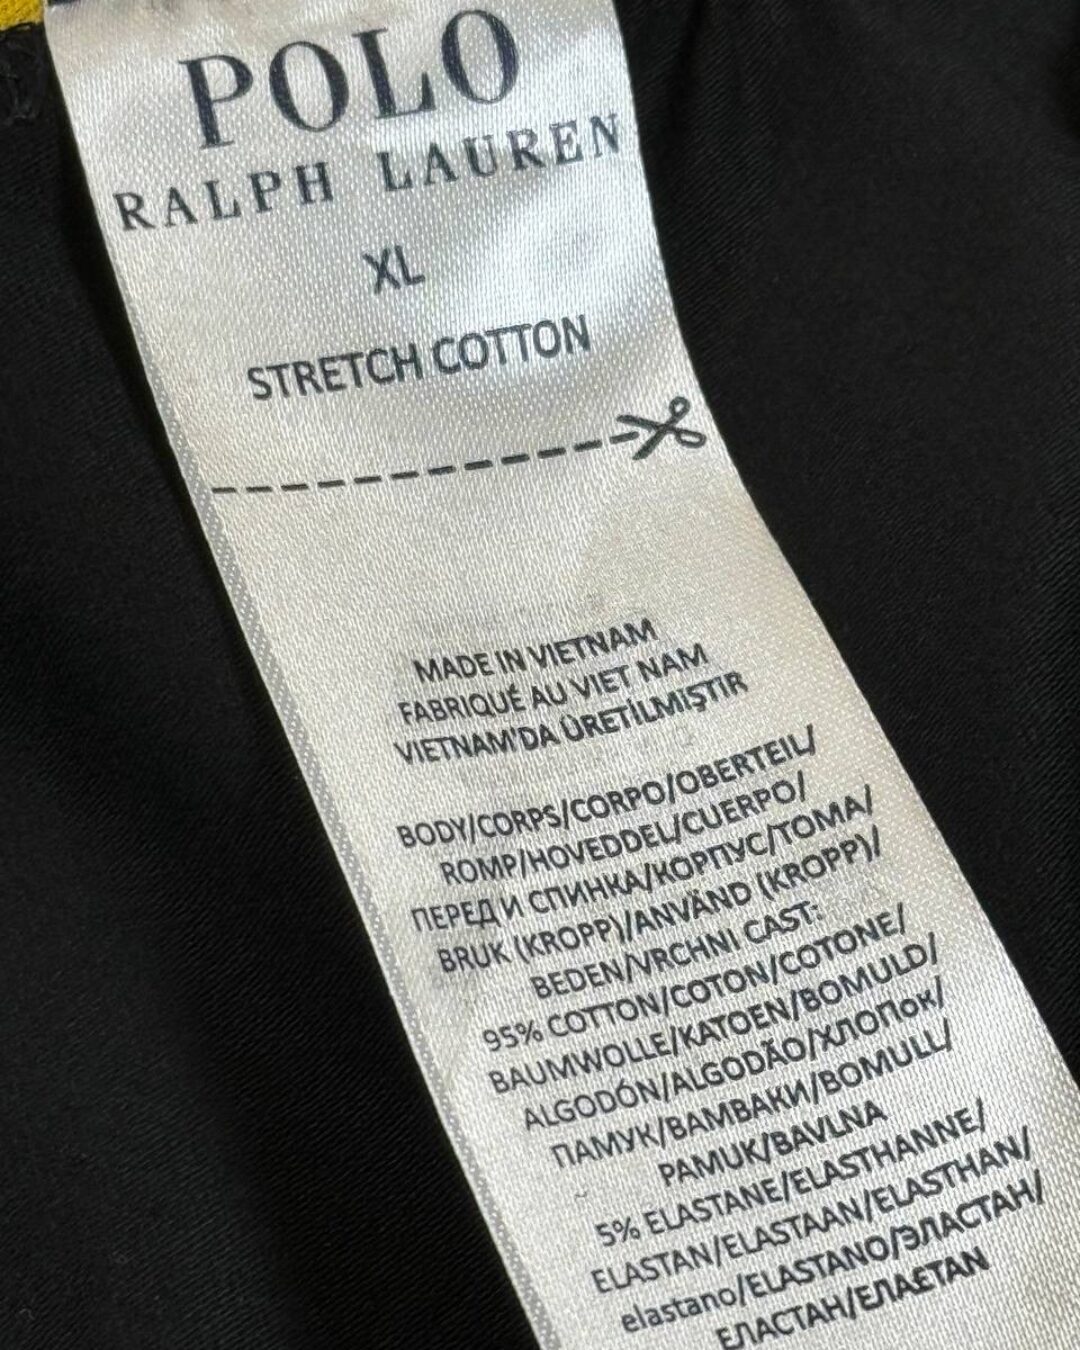 POLO
RALPH LAUREN
XL
STRETCH COTTON
MADE IN VIETNAM
FABRIQUÉ AU VIET NAM
VIETNAM'DA ÜRETİLMİŞTİR
BODY/CORPS/CORPO/OBERTEIL/
ROMP/HOVEDDEL/CUERPO/
ПЕРЕД И СПИНКА/КОРПУС/ТОМА/
BRUK (KROPP)/ANVÄND (KROPP)/
BEDEN/VRCHNI CAST:
95% COTTON/COTON/COTONE/
BAUMWOLLE/KATOEN/BOMULD/
ALGODÓN/ALGODÃO/ХЛОПок/
ПАМУК/ВАМВАКИ/BOMULL/
PAMUK/BAVLNA
5% ELASTANE/ELASTHANNE/
ELASTAN/ELASTAAN/ELASTHAN/
elastano/ELASTANO/ЭЛАСТАН/
ЕЛАСТАН/ΕЛАΣΤΑΝ